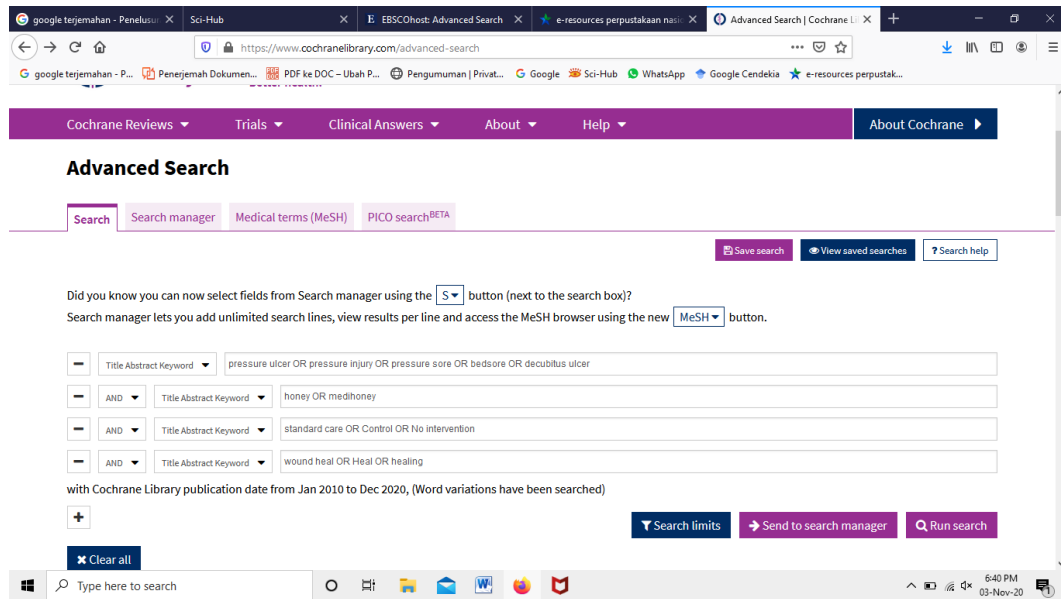 google terjemahan - Penelusur
Sci-Hub
EBSCOhost: Advanced Search
e-resources perpustakaan nasio
Advanced Search | Cochrane Li
https://www.cochranelibrary.com/advanced-search
google terjemahan - P...
Penerjemah Dokumen...
PDF ke DOC – Ubah P...
Pengumuman | Privat...
Google
Sci-Hub
WhatsApp
Google Cendekia
e-resources perpustak...
Cochrane Reviews
Trials
Clinical Answers
About
Help
About Cochrane
Advanced Search
Search
Search manager
Medical terms (MeSH)
PICO search BETA
Save search
View saved searches
? Search help
Did you know you can now select fields from Search manager using the S button (next to the search box)?
Search manager lets you add unlimited search lines, view results per line and access the MeSH browser using the new MeSH button.
Title Abstract Keyword pressure ulcer OR pressure injury OR pressure sore OR bedsore OR decubitus ulcer
AND Title Abstract Keyword honey OR medihoney
AND Title Abstract Keyword standard care OR Control OR No intervention
AND Title Abstract Keyword wound heal OR Heal OR healing
with Cochrane Library publication date from Jan 2010 to Dec 2020, (Word variations have been searched)
Search limits
Send to search manager
Run search
Clear all
Type here to search
6:40 PM
03-Nov-20